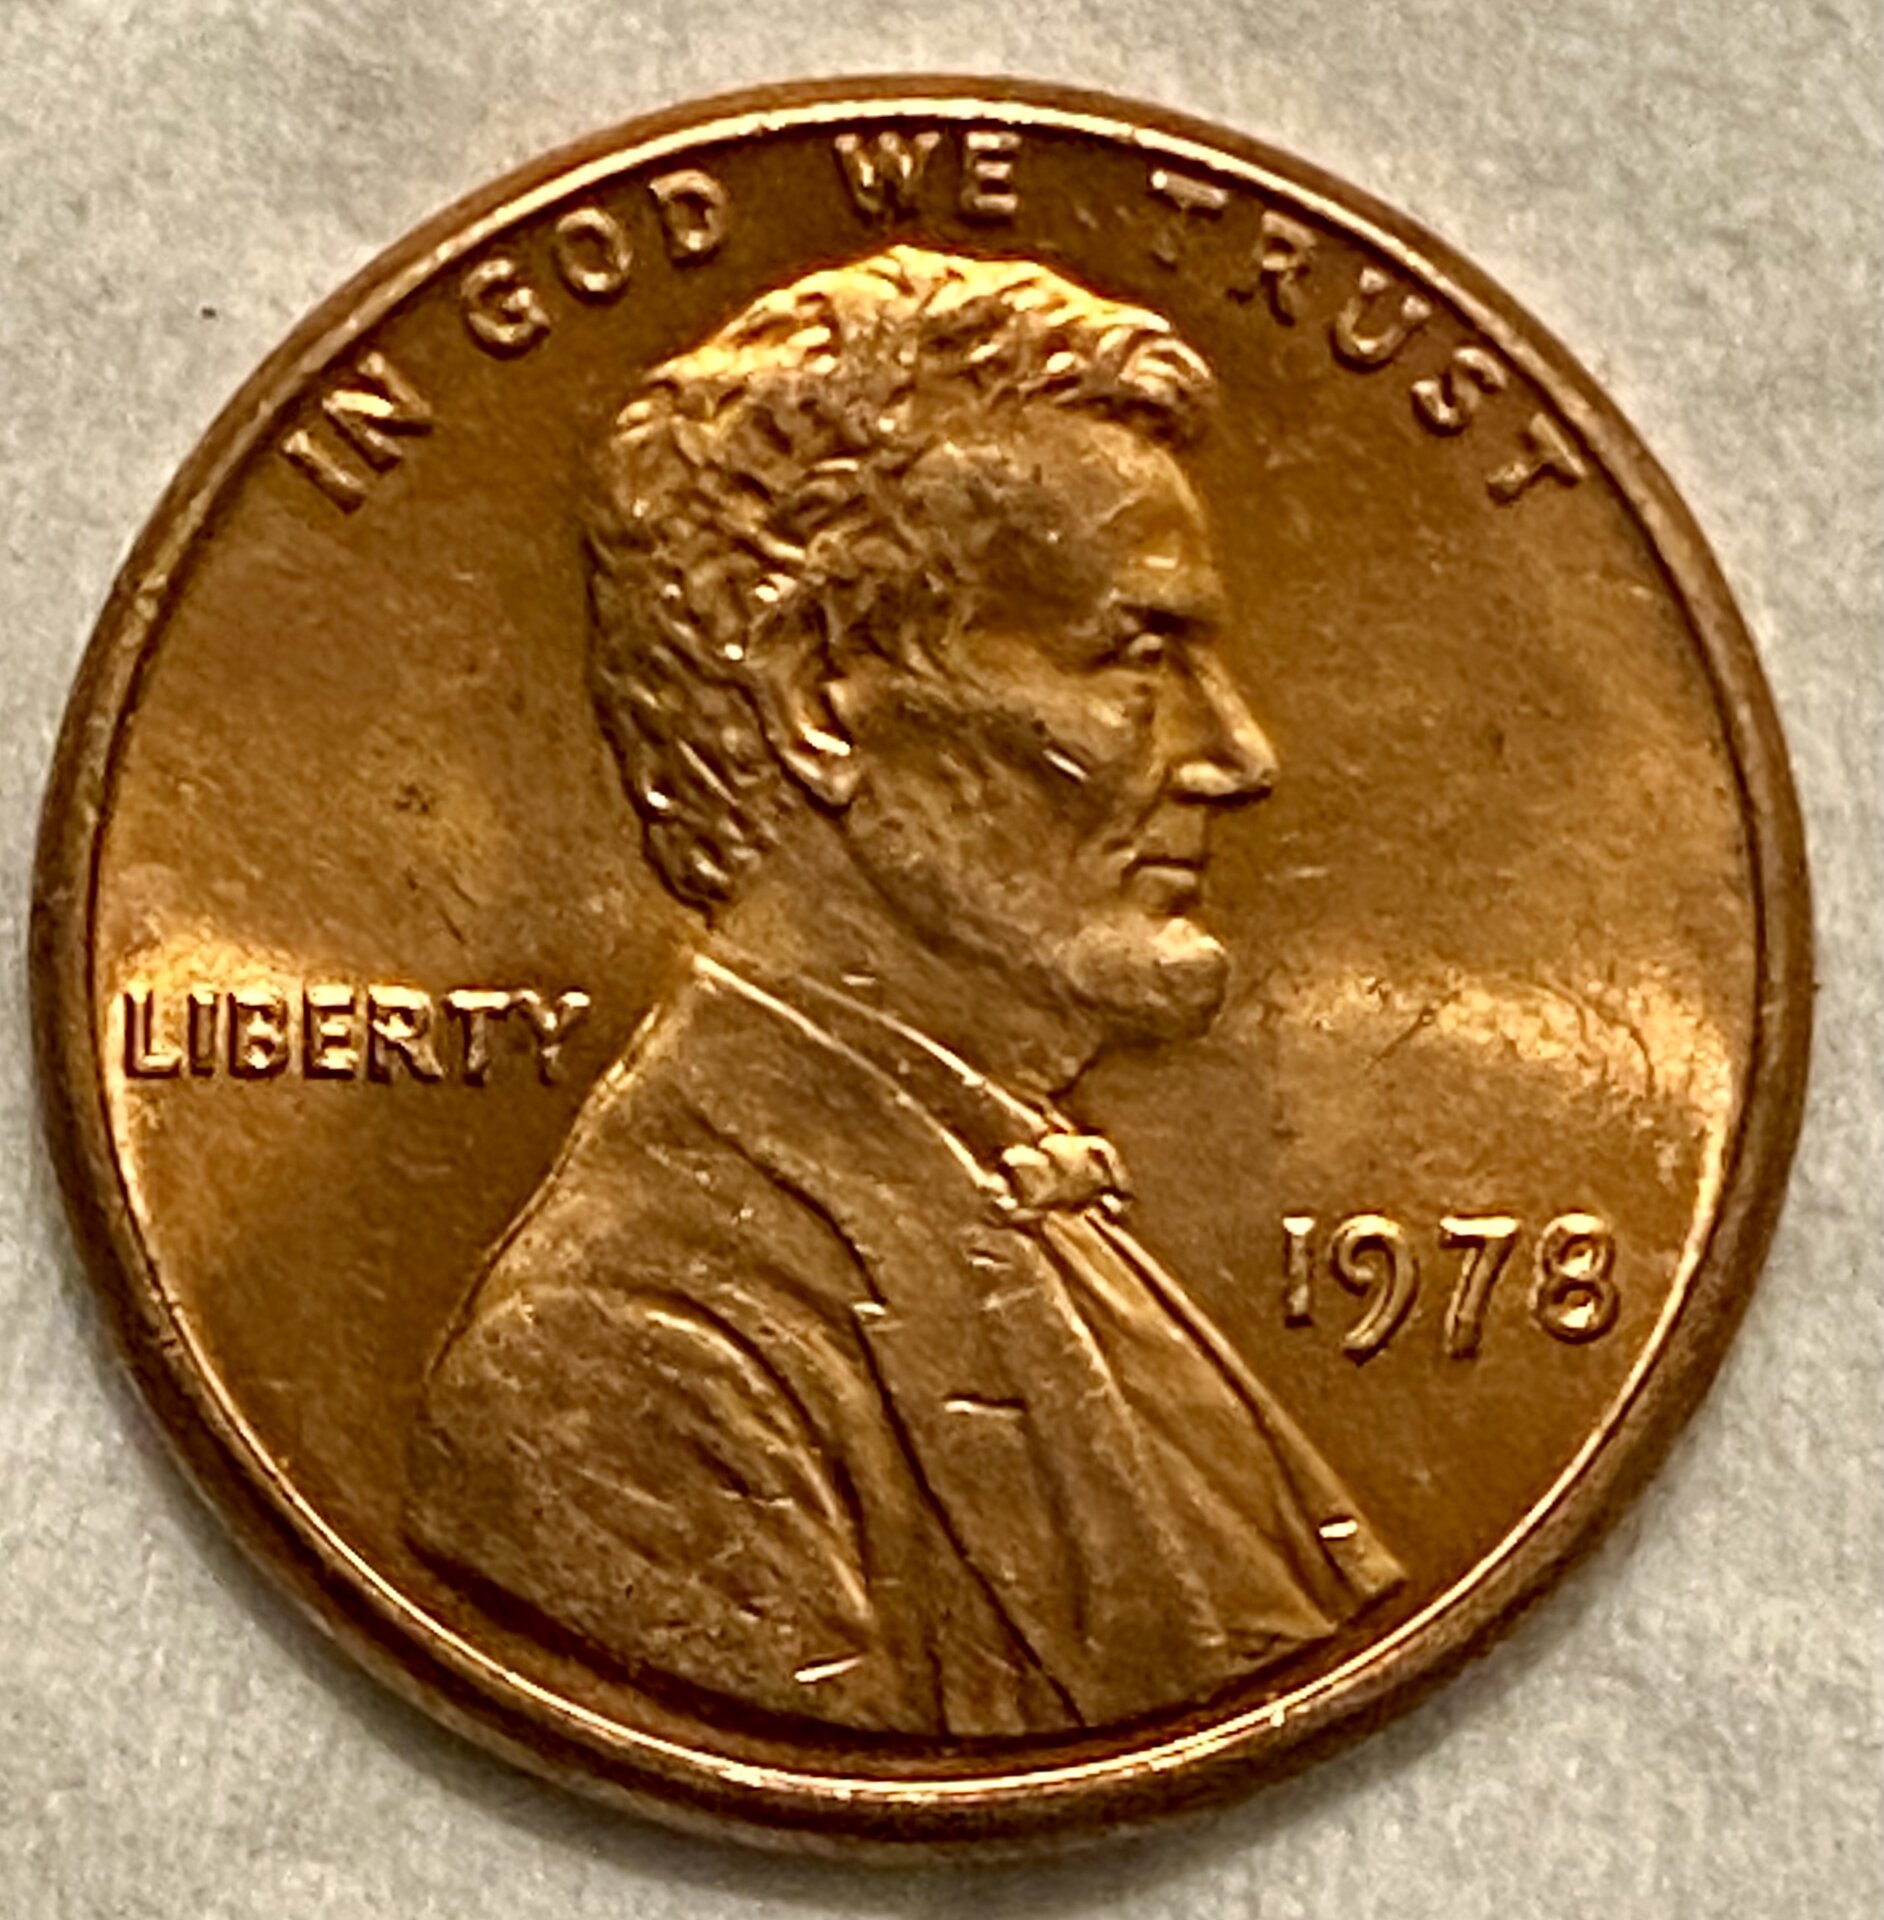 IN GOD WE TRUST
LIBERTY
1978